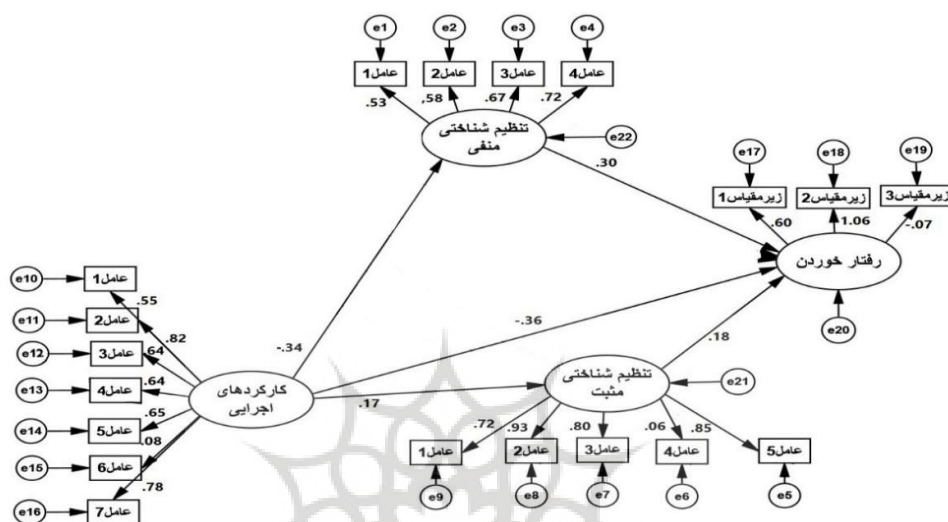 e1 e2 e3 e4
عامل1 عامل2 عامل3 عامل4
.53 ,58 .67 .72
تنظیم شناختی
منفی
e22
.30
e17 e18 e19
زیرمقیاس1 زیرمقیاس2 زیرمقیاس3
.60 1.06 -.07
رفتار خوردن
e20
e10 عامل1 .55
e11 عامل2 .82
e12 عامل3 .64
e13 عامل4 .64
e14 عامل5 .65
e15 عامل6 .08
e16 عامل7 .78
کارکردهای
اجرایی
-.34
-.36
.17
.18
تنظیم شناختی
مثبت
e21
.72 .93 .80 .06 .85
عامل1 عامل2 عامل3 عامل4 عامل5
e9 e8 e7 e6 e5